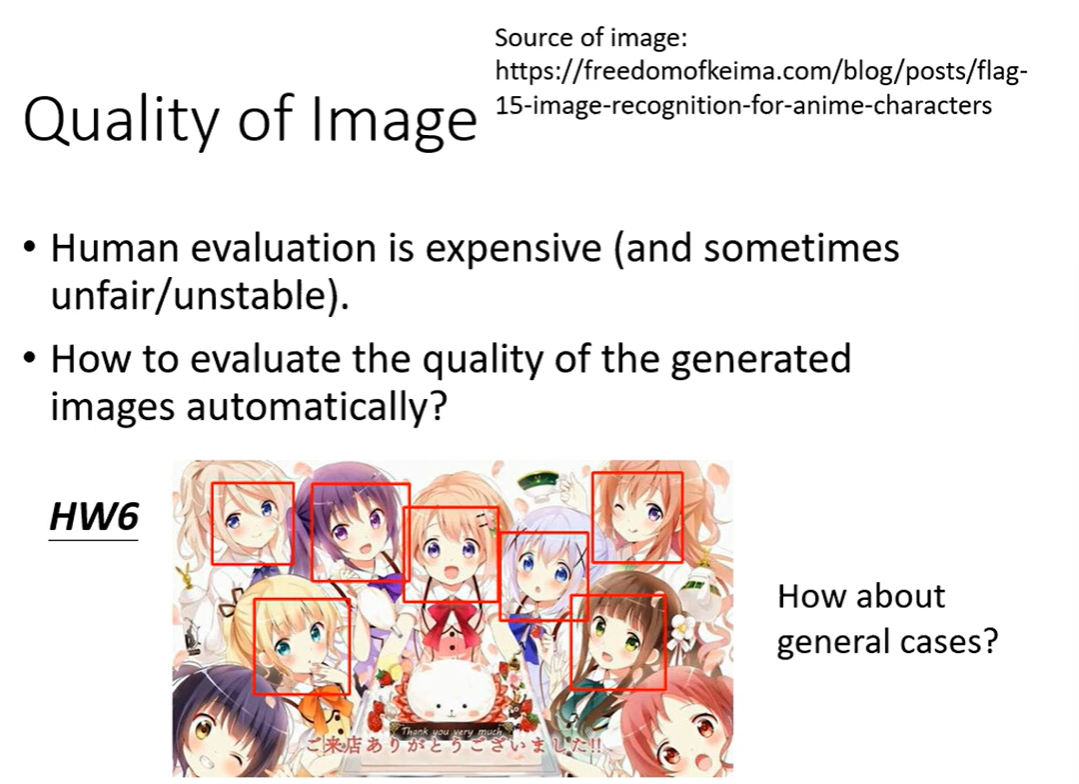 Source of image:
https://freedomofkeima.com/blog/posts/flag-
15-image-recognition-for-anime-characters
Quality of Image
• Human evaluation is expensive (and sometimes
unfair/unstable).
• How to evaluate the quality of the generated
images automatically?
HW6
How about
general cases?
Thank you very much
ご来店ありがとうございました!!